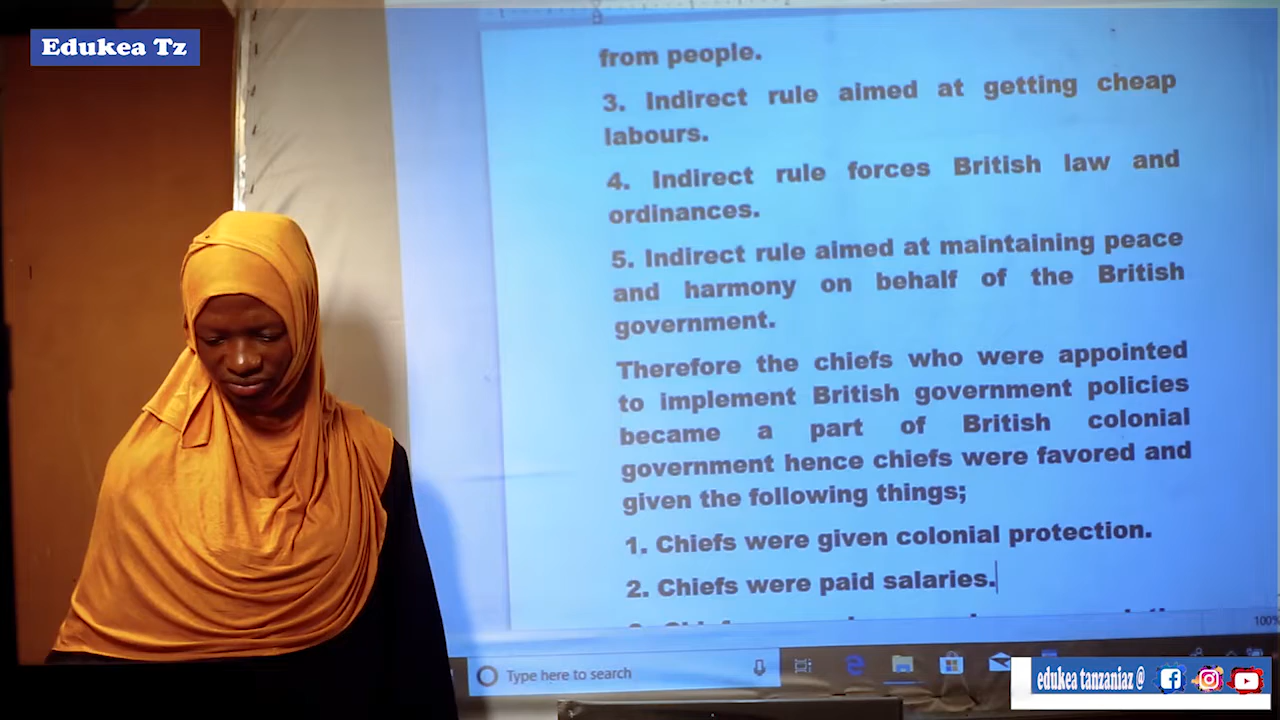 Edukea Tz
from people.
3. Indirect rule aimed at getting cheap
labours.
4. Indirect rule forces British law and
ordinances.
5. Indirect rule aimed at maintaining peace
and harmony on behalf of the British
government.
Therefore the chiefs who were appointed
to implement British government policies
became a part of British colonial
government hence chiefs were favored and
given the following things;
1. Chiefs were given colonial protection.
2. Chiefs were paid salaries.
100%
Type here to search
edukea tanzaniaz @